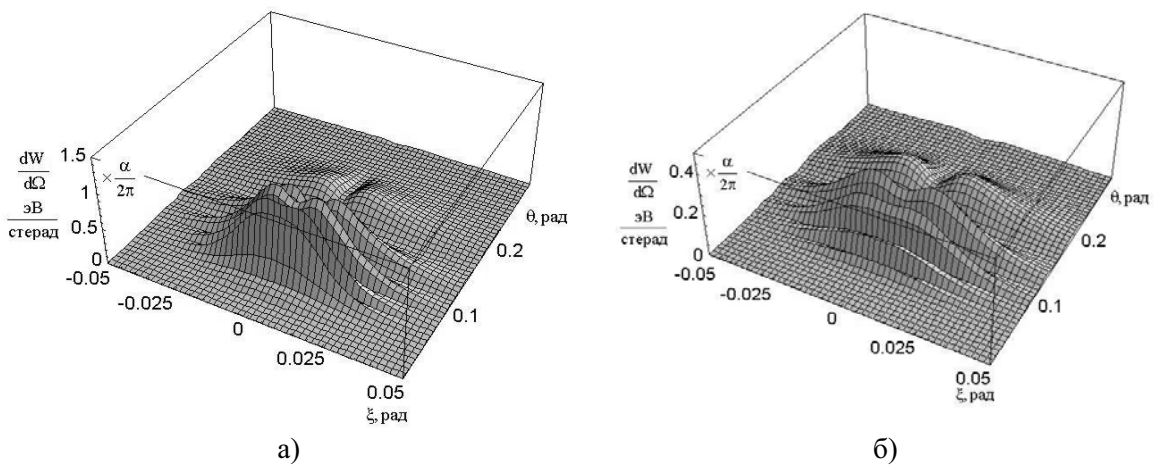 dW
dΩ
эВ
стерад
1.5
1
0.5
0
× α
2π
-0.05
-0.025
0
0.025
0.05
ξ, рад
0.1
0.2
θ, рад
а)
dW
dΩ
эВ
стерад
0.4
0.2
0
× α
2π
-0.05
-0.025
0
0.025
0.05
ξ, рад
0.1
0.2
θ, рад
б)